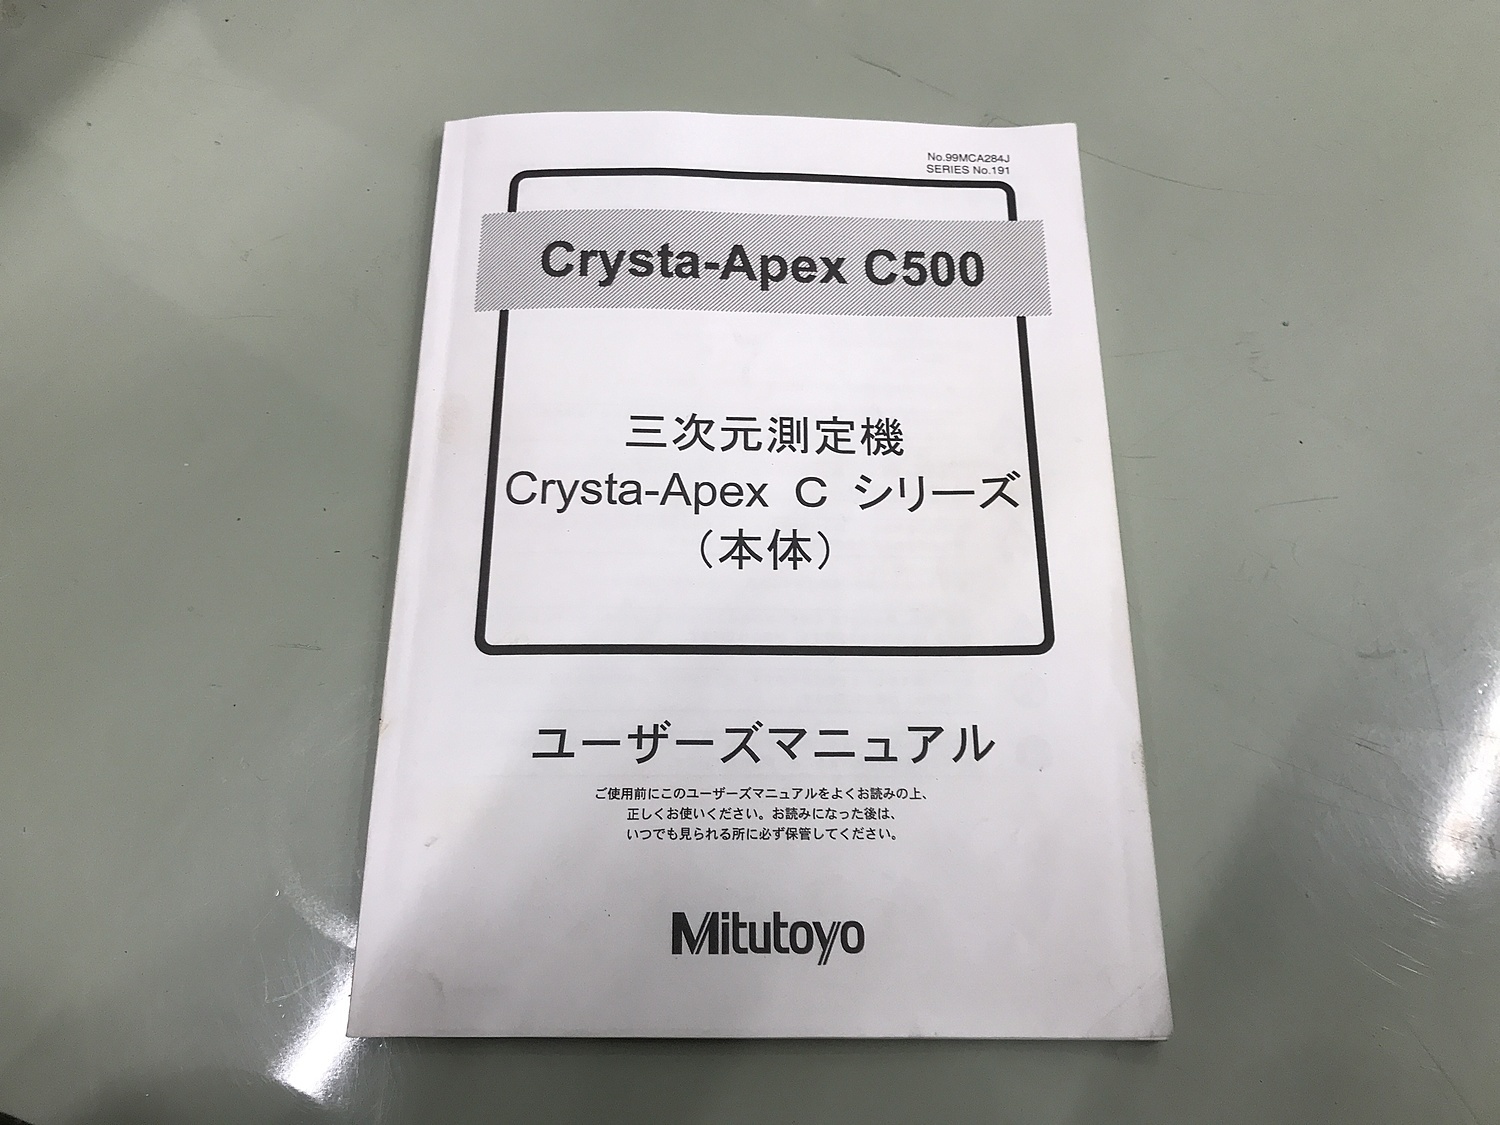 No.99MCA284J
SERIES No.191
Crysta-Apex C500
三次元測定機
Crysta-Apex C シリーズ
（本体）
ユーザーズマニュアル
ご使用前にこのユーザーズマニュアルをよくお読みの上、
正しくお使いください。お読みになった後は、
いつでも見られる所に必ず保管してください。
Mitutoyo